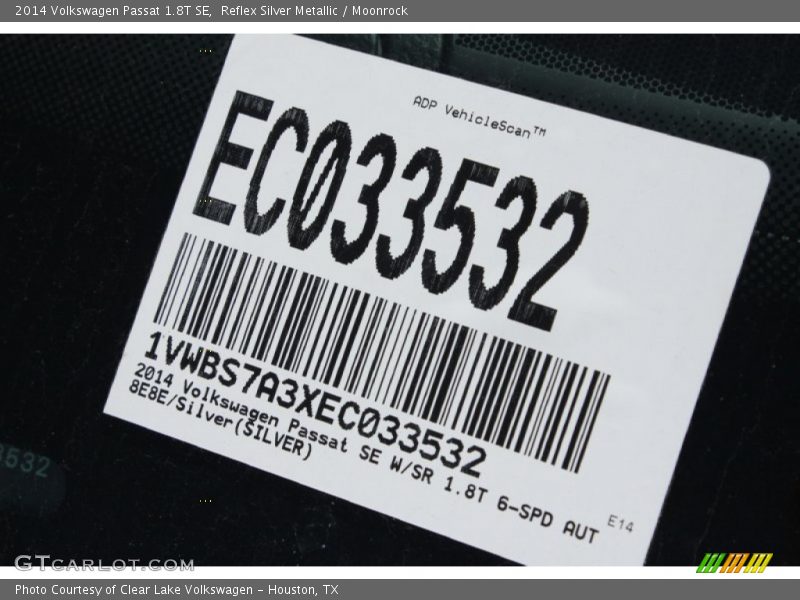 2014 Volkswagen Passat 1.8T SE, Reflex Silver Metallic / Moonrock
ADP VehicleScan™
EC033532
1VWBS7A3XEC033532
2014 Volkswagen Passat SE W/SR 1.8T 6-SPD AUT
8E8E/Silver(SILVER)
E14
3532
GTCARLOT.COM
Photo Courtesy of Clear Lake Volkswagen - Houston, TX